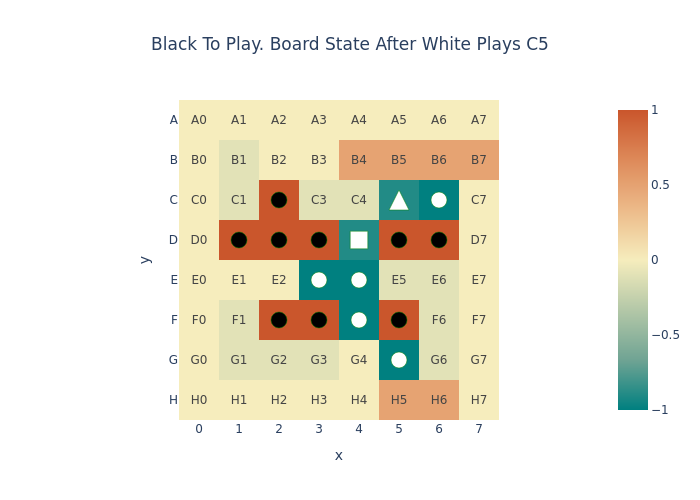 Black To Play. Board State After White Plays C5
A A0 A1 A2 A3 A4 A5 A6 A7
B B0 B1 B2 B3 B4 B5 B6 B7
C C0 C1 C3 C4 C7
D D0 D7
E E0 E1 E2 E5 E6 E7
F F0 F1 F6 F7
G G0 G1 G2 G3 G4 G6 G7
H H0 H1 H2 H3 H4 H5 H6 H7
0 1 2 3 4 5 6 7
x
y
1
0.5
0
−0.5
−1